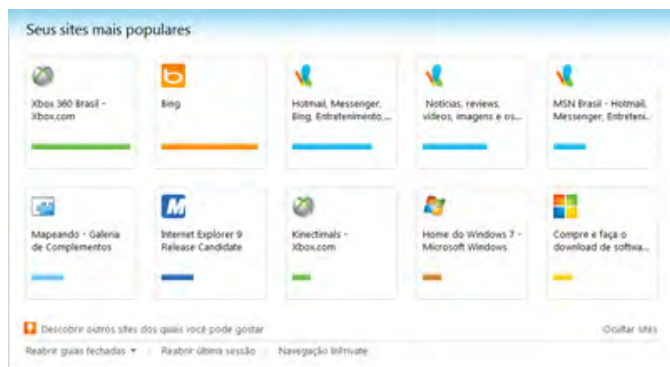 Seus sites mais populares
Xbox 360 Brasil -
Xbox.com
Bing
Hotmail, Messenger,
Bing, Entretenimento,...
Notícias, reviews,
vídeos, imagens e os...
MSN Brasil - Hotmail,
Messenger, Entreteni...
Mapeando - Galeria
de Complementos
Internet Explorer 9
Release Candidate
Kinectimals -
Xbox.com
Home do Windows 7 -
Microsoft Windows
Compre e faça o
download de softwa...
Descobrir outros sites dos quais você pode gostar
Ocultar sites
Reabrir guias fechadas
Reabrir última sessão
Navegação InPrivate